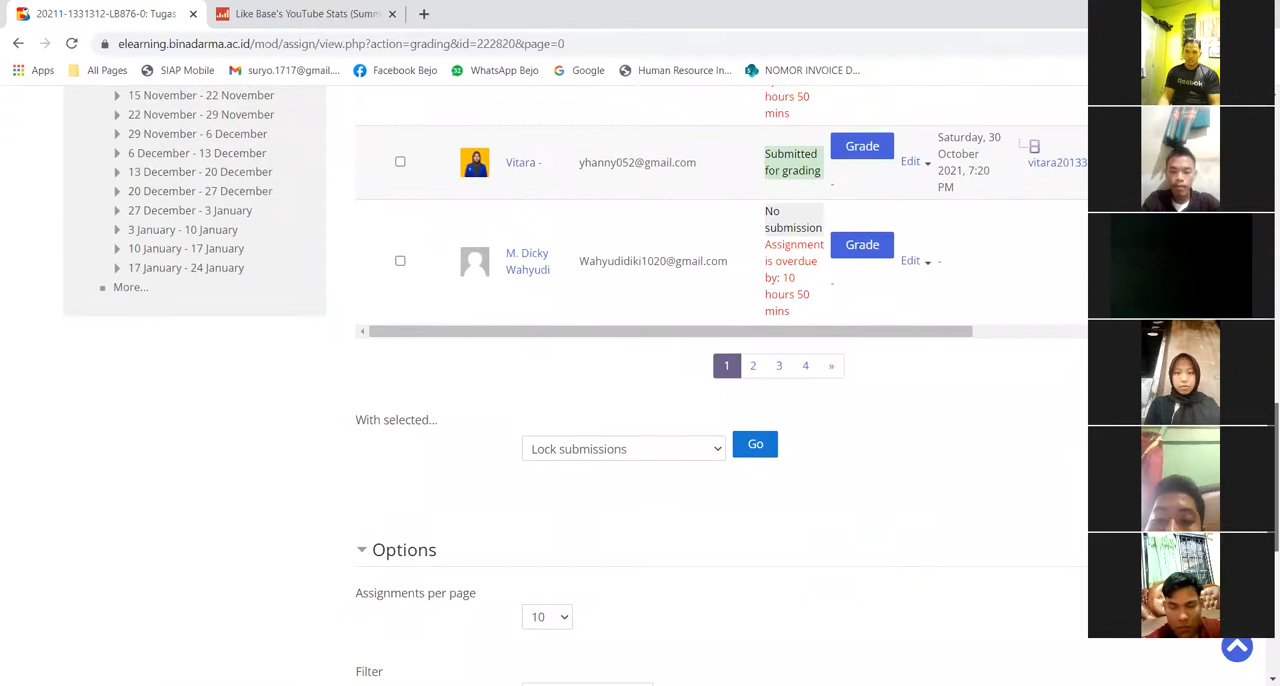 20211-1331312-LB876-0: Tugas
Like Base's YouTube Stats (Summ
elearning.binadarma.ac.id/mod/assign/view.php?action=grading&id=222820&page=0
Apps
All Pages
SIAP Mobile
suryo.1717@gmail....
Facebook Bejo
WhatsApp Bejo
Google
Human Resource In...
NOMOR INVOICE D...
15 November - 22 November
22 November - 29 November
29 November - 6 December
6 December - 13 December
13 December - 20 December
20 December - 27 December
27 December - 3 January
3 January - 10 January
10 January - 17 January
17 January - 24 January
More...
hours 50
mins
Vitara -
yhanny052@gmail.com
Submitted
for grading
Grade
-
Edit
Saturday, 30
October
2021, 7:20
PM
vitara20133
M. Dicky
Wahyudi
Wahyudidiki1020@gmail.com
No
submission
Assignment
is overdue
by: 10
hours 50
mins
Grade
-
Edit
-
1 2 3 4 »
With selected...
Lock submissions
Go
Options
Assignments per page
10
Filter